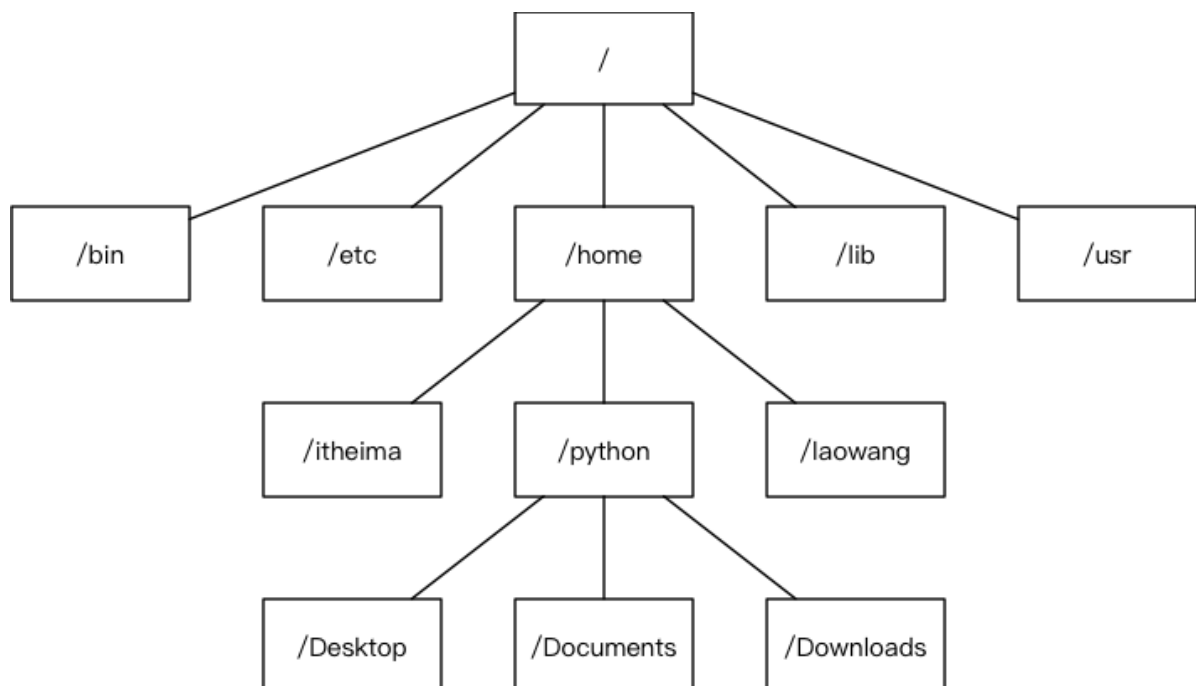 /
/bin
/etc
/home
/lib
/usr
/itheima
/python
/laowang
/Desktop
/Documents
/Downloads